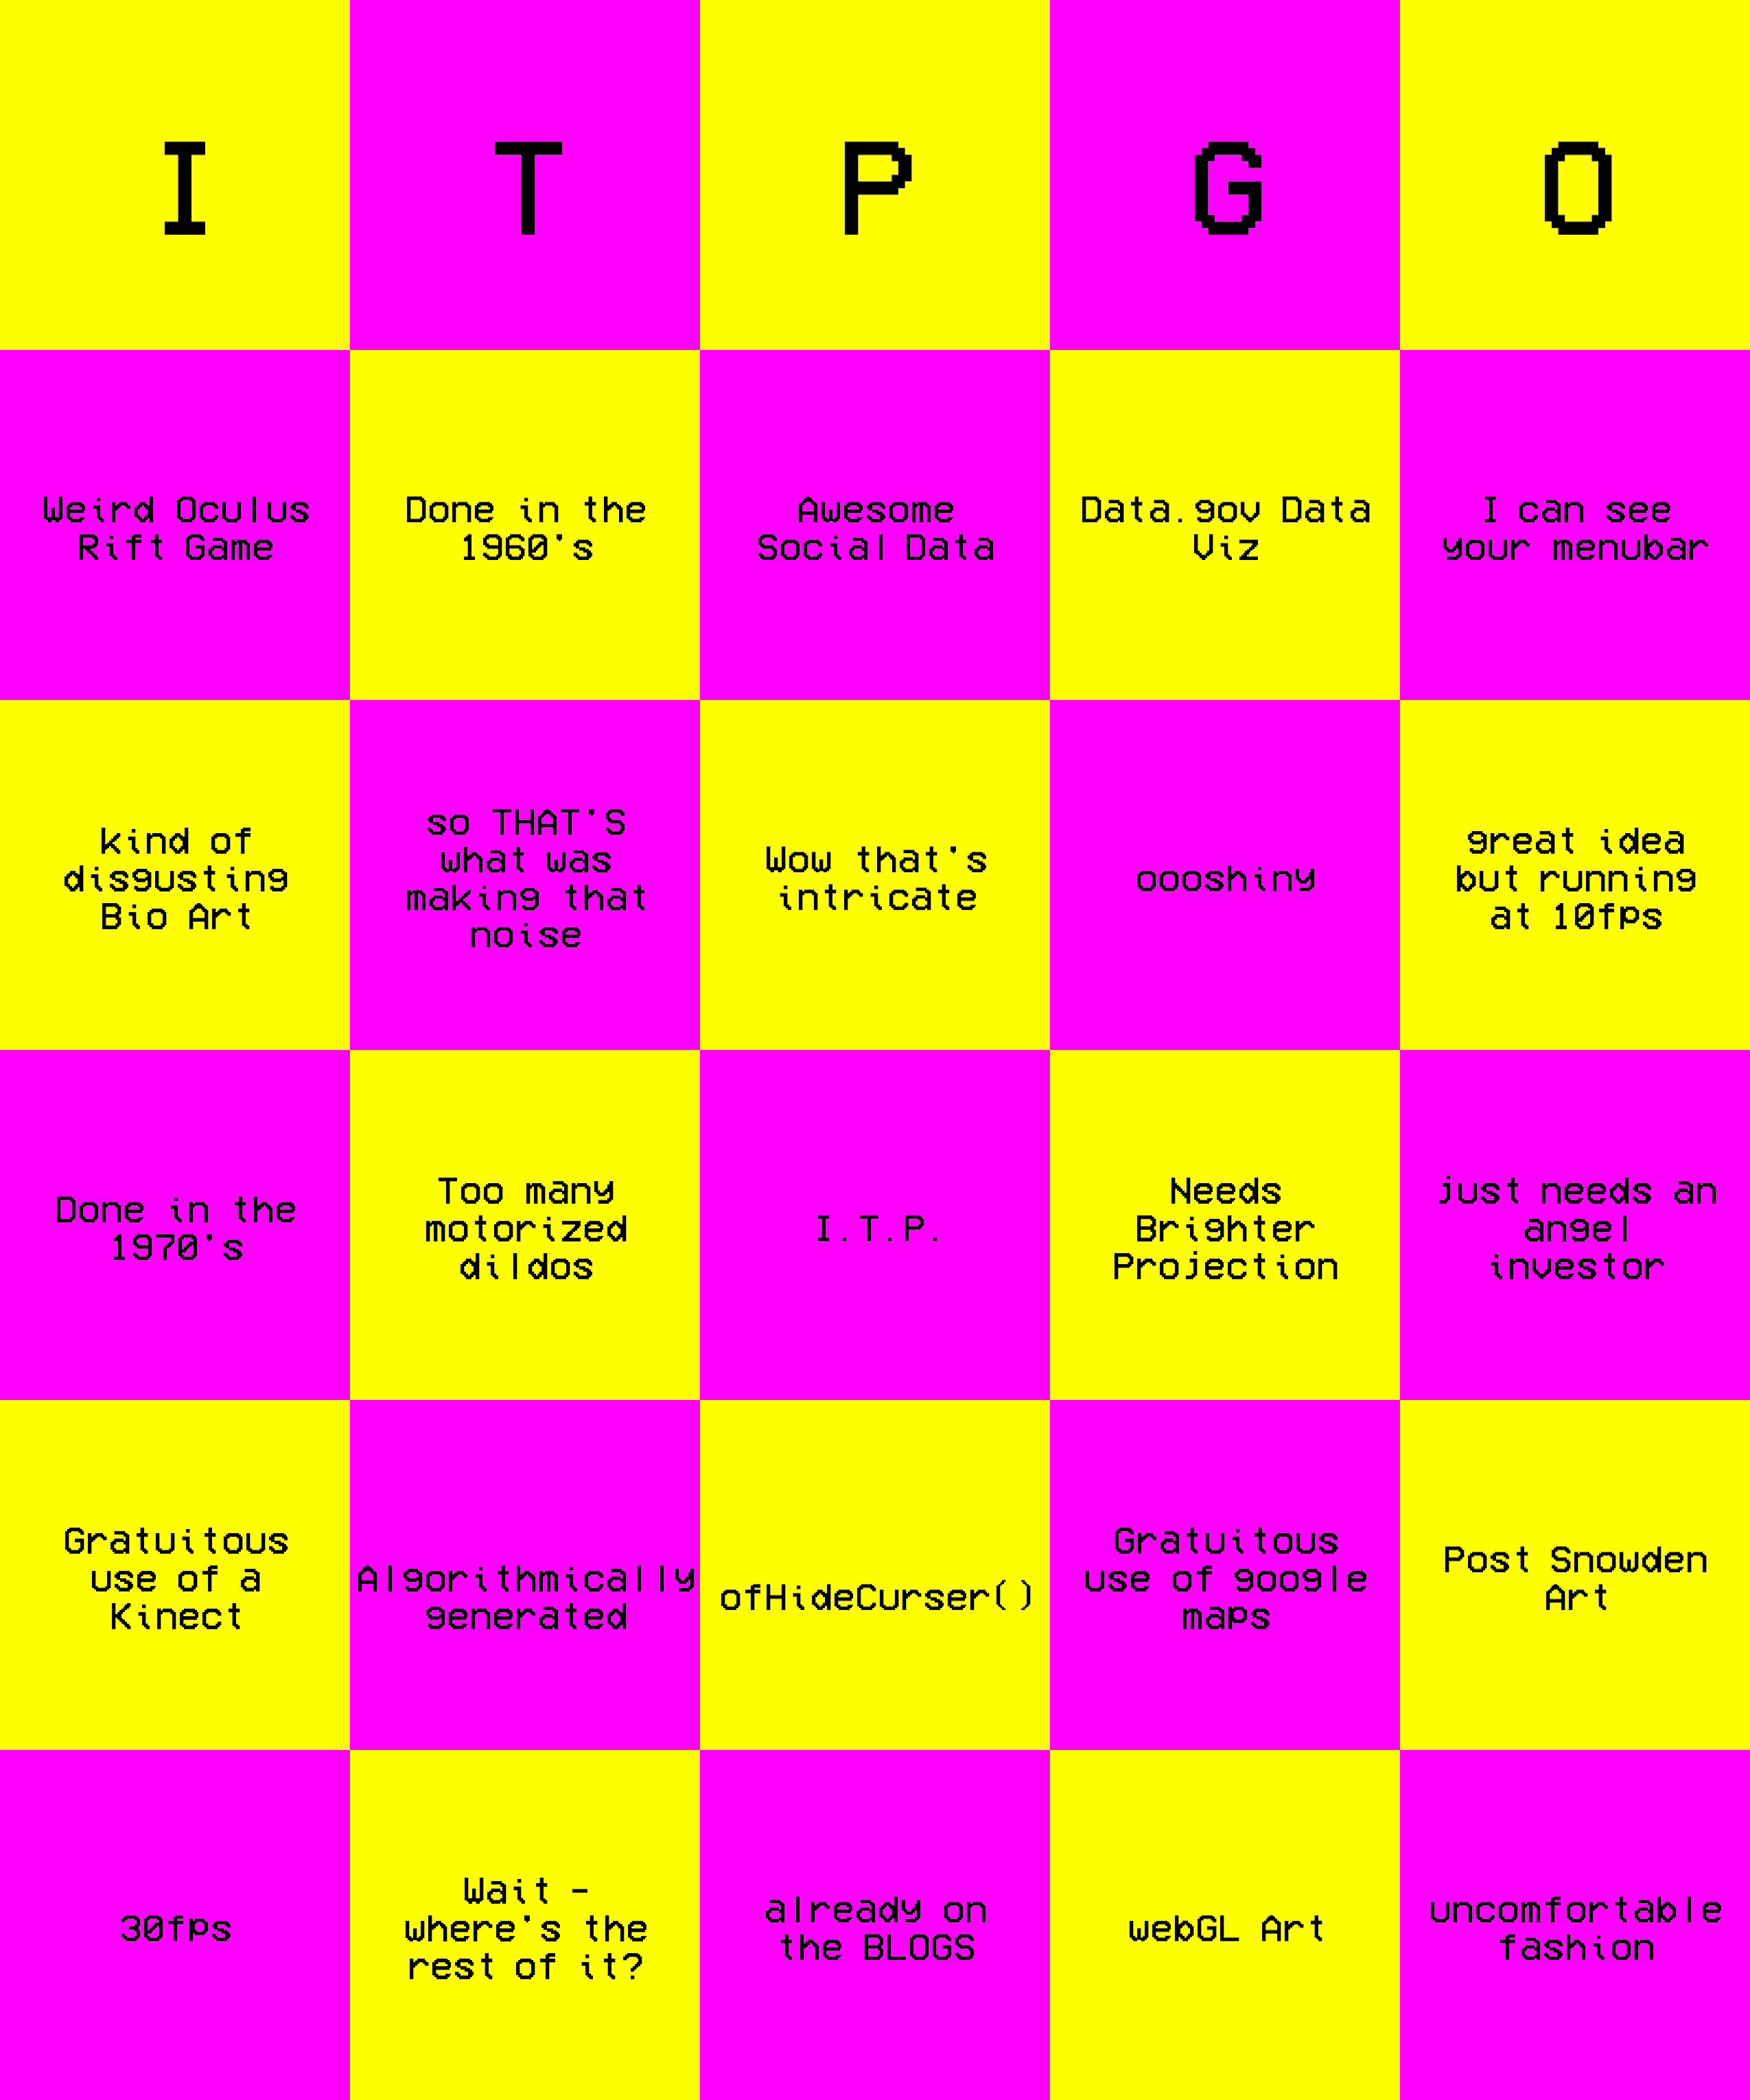 I T P G O
Weird Oculus
Rift Game
Done in the
1960's
Awesome
Social Data
Data.gov Data
Viz
I can see
your menubar
kind of
disgusting
Bio Art
so THAT'S
what was
making that
noise
Wow that's
intricate
oooshiny
great idea
but running
at 10fps
Done in the
1970's
Too many
motorized
dildos
I.T.P.
Needs
Brighter
Projection
just needs an
angel
investor
Gratuitous
use of a
Kinect
Algorithmically
generated
ofHideCurser()
Gratuitous
use of google
maps
Post Snowden
Art
30fps
Wait -
where's the
rest of it?
already on
the BLOGS
webGL Art
uncomfortable
fashion